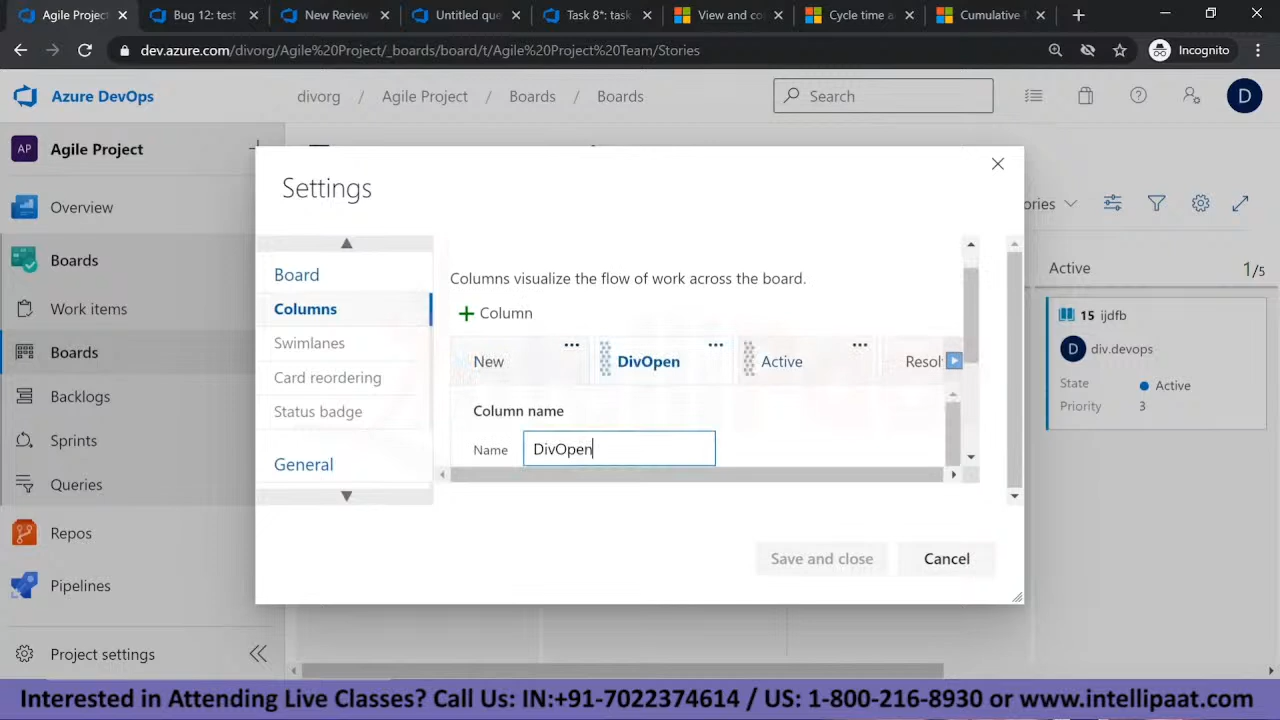 Agile Projec
Bug 12: test
New Review
Untitled que
Task 8*: task
View and co
Cycle time a
Cumulative
dev.azure.com/divorg/Agile%20Project/_boards/board/t/Agile%20Project%20Team/Stories
Incognito
Azure DevOps
divorg / Agile Project / Boards / Boards
Search
D
AP Agile Project
Overview
Boards
Work items
Boards
Backlogs
Sprints
Queries
Repos
Pipelines
Project settings
Settings
Board
Columns
Swimlanes
Card reordering
Status badge
General
Columns visualize the flow of work across the board.
+ Column
New
DivOpen
Active
Resol
Column name
Name DivOpen
Save and close
Cancel
ories
Active 1/5
15 ijdfb
D div.devops
State Active
Priority 3
Interested in Attending Live Classes? Call Us: IN:+91-7022374614 / US: 1-800-216-8930 or www.intellipaat.com